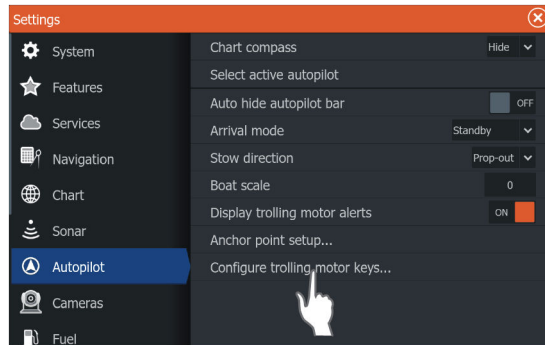 Settings
System
Features
Services
Navigation
Chart
Sonar
Autopilot
Cameras
Fuel
Chart compass Hide
Select active autopilot
Auto hide autopilot bar OFF
Arrival mode Standby
Stow direction Prop-out
Boat scale 0
Display trolling motor alerts ON
Anchor point setup...
Configure trolling motor keys...